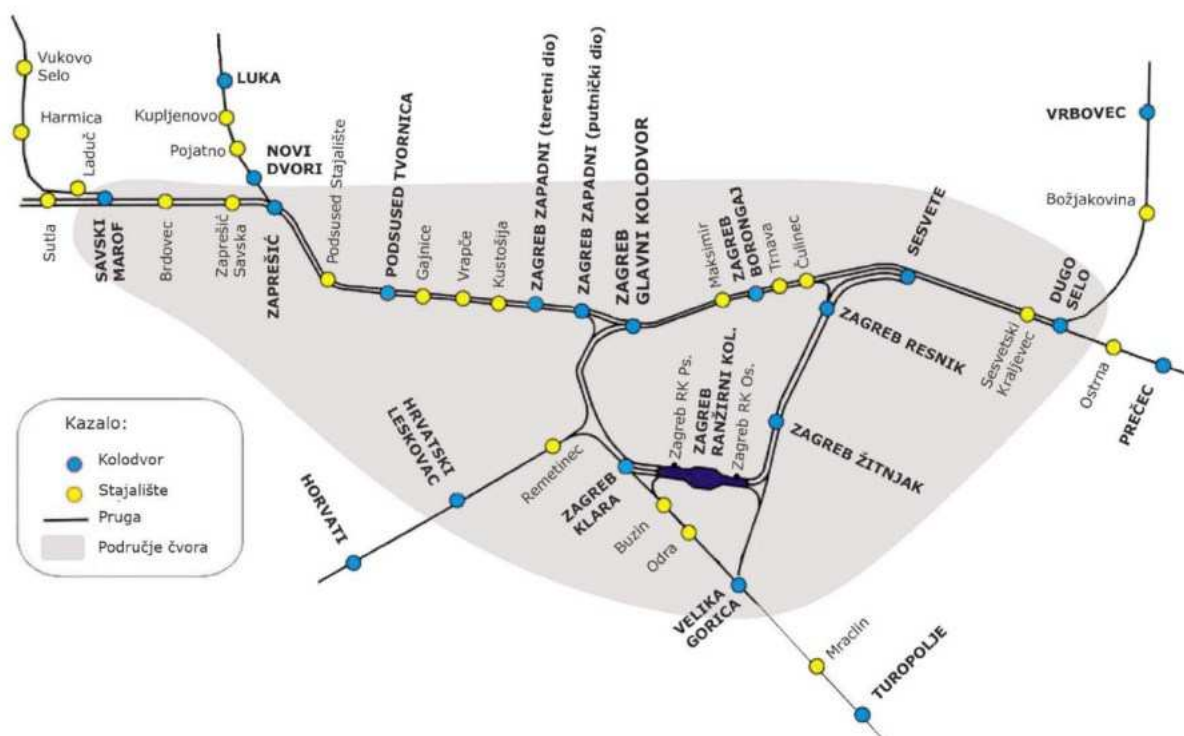 Vukovo
Selo
Harmica
Laduč
Sutla
SAVSKI
MAROF
Brdovec
Zaprešić
Savska
ZAPREŠIĆ
LUKA
Kupljenovo
Pojatno
NOVI
DVORI
Podsused Stajalište
PODSUSED TVORNICA
Gajnice
Vrapče
Kustošija
ZAGREB ZAPADNI (teretni dio)
ZAGREB ZAPADNI (putnički dio)
ZAGREB
GLAVNI KOLODVOR
Maksimir
ZAGREB
BORONGAJ
Trnava
Čulinec
SESVETE
ZAGREB RESNIK
Sesvetski
Kraljevec
DUGO
SELO
VRBOVEC
Božjakovina
Ostrna
PREČEC
ZAGREB ŽITNJAK
Zagreb RK Ps.
ZAGREB
RANŽIRNI KOL.
Zagreb RK Os.
HRVATSKI
LESKOVAC
Remetinec
HORVATI
ZAGREB
KLARA
Buzin
Odra
VELIKA
GORICA
Mraclin
TUROPOLJE
Kazalo:
Kolodvor
Stajalište
Pruga
Područje čvora